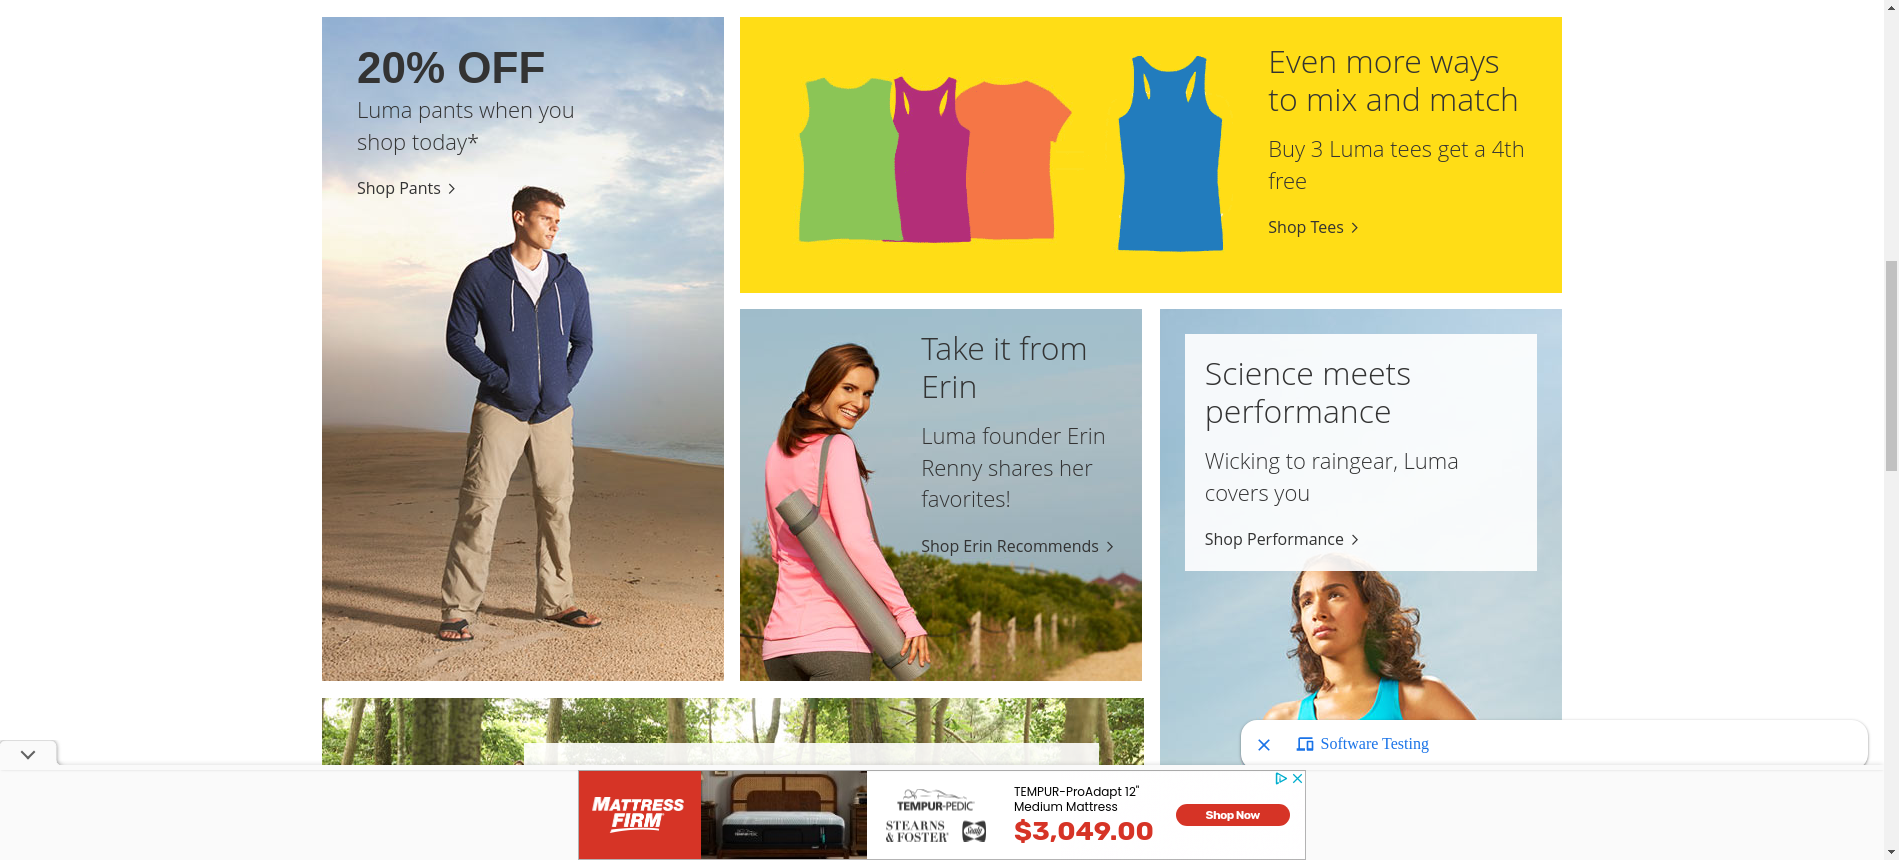 20% OFF
Luma pants when you
shop today*
Shop Pants
Even more ways
to mix and match
Buy 3 Luma tees get a 4th
free
Shop Tees
Take it from
Erin
Luma founder Erin
Renny shares her
favorites!
Shop Erin Recommends
Science meets
performance
Wicking to raingear, Luma
covers you
Shop Performance
Software Testing
MATTRESS
FIRM
TEMPUR-PEDIC
TEMPUR-PEDIC
STEARNS
& FOSTER
Sealy
TEMPUR-ProAdapt 12"
Medium Mattress
$3,049.00
Shop Now